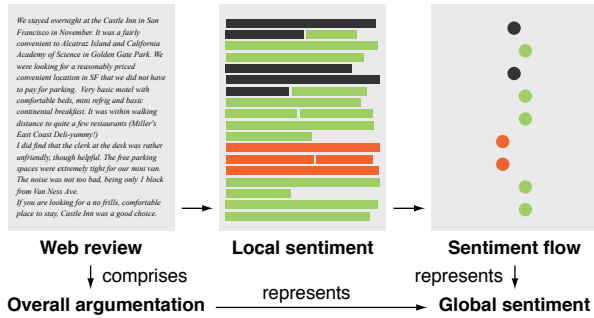 We stayed overnight at the Castle Inn in San
Francisco in November. It was a fairly
convenient to Alcatraz Island and California
Academy of Science in Golden Gate Park. We
were looking for a reasonably priced
convenient location in SF that we did not have
to pay for parking. Very basic motel with
comfortable beds, mini refrig and basic
continental breakfast. It was within walking
distance to quite a few restaurants (Miller's
East Coast Deli-yummy!)
I did find that the clerk at the desk was rather
unfriendly, though helpful. The free parking
spaces were extremely tight for our mini van.
The noise was not too bad, being only 1 block
from Van Ness Ave.
If you are looking for a no frills, comfortable
place to stay, Castle Inn was a good choice.
Web review
Local sentiment
Sentiment flow
comprises
represents
represents
Overall argumentation
Global sentiment